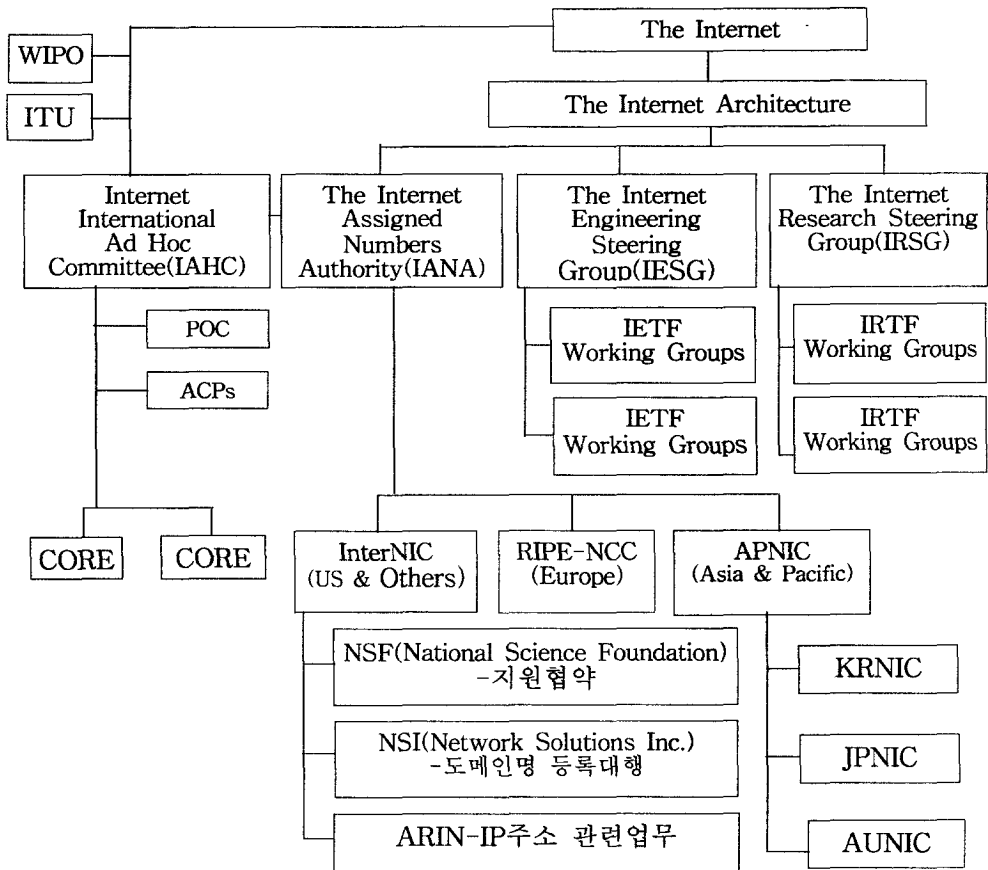 The Internet
WIPO
The Internet Architecture
ITU
Internet
International
Ad Hoc
Committee(IAHC)
The Internet
Assigned
Numbers
Authority(IANA)
The Internet
Engineering
Steering
Group(IESG)
The Internet
Research Steering
Group(IRSG)
POC
ACPs
IETF
Working Groups
IRTF
Working Groups
IETF
Working Groups
IRTF
Working Groups
CORE
CORE
InterNIC
(US & Others)
RIPE-NCC
(Europe)
APNIC
(Asia & Pacific)
NSF(National Science Foundation)
-지원협약
NSI(Network Solutions Inc.)
-도메인명 등록대행
ARIN-IP주소 관련업무
KRNIC
JPNIC
AUNIC